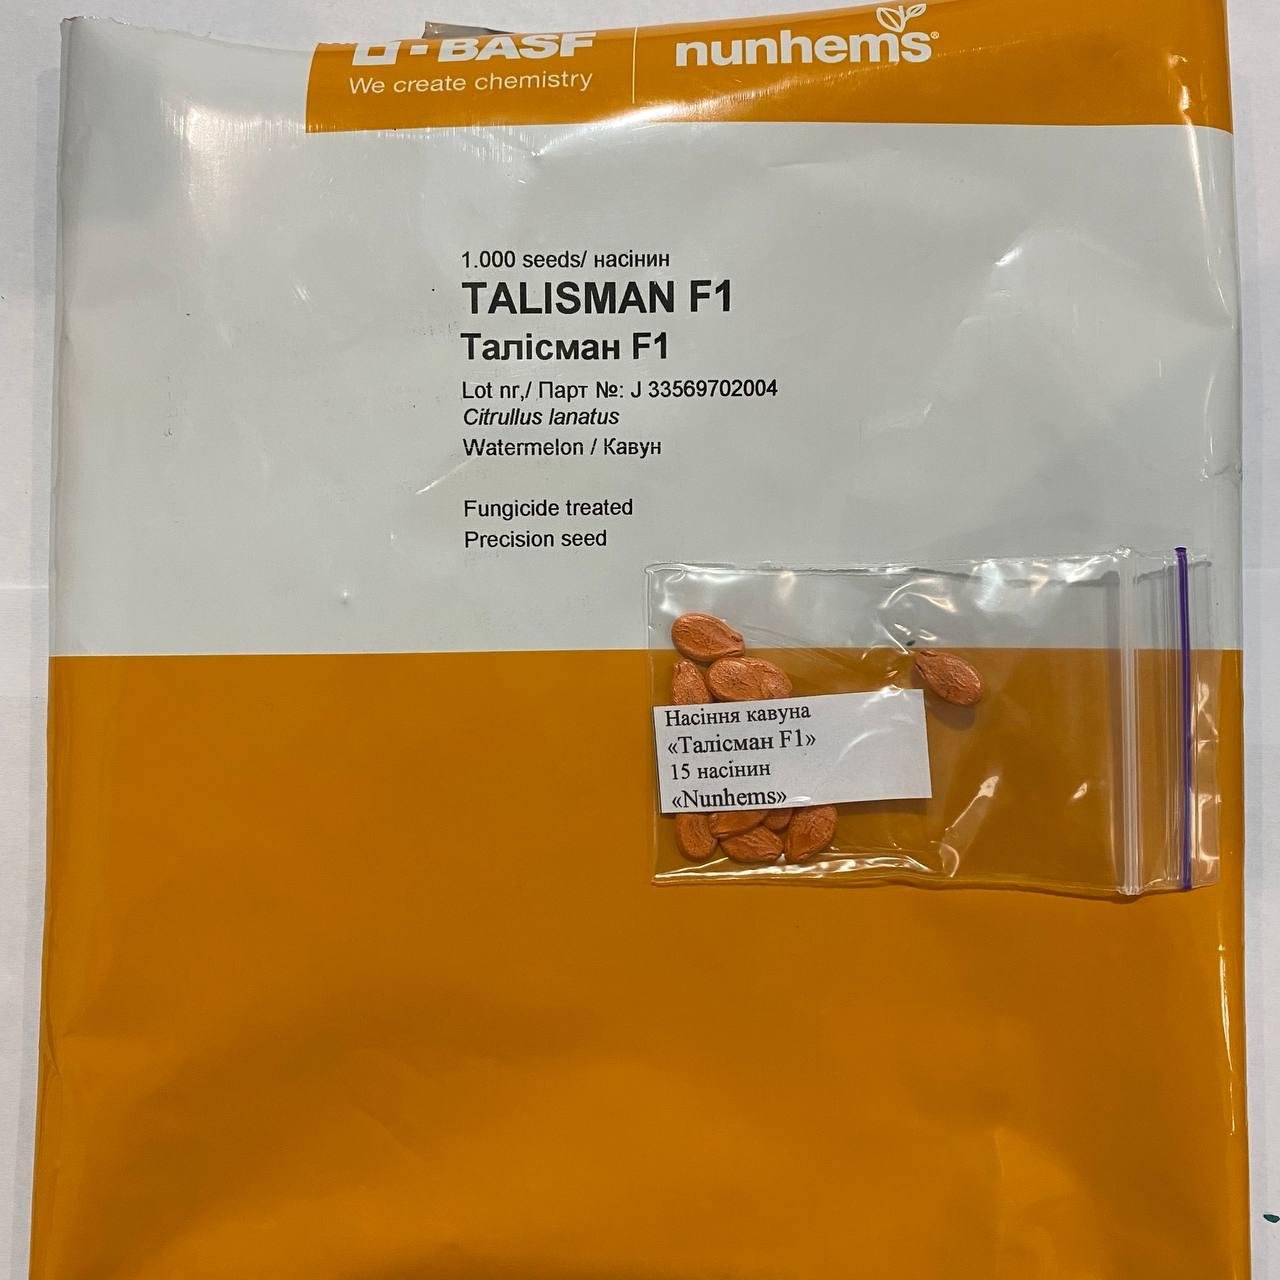 BASF
We create chemistry
nunhems®
1.000 seeds/ насінин
TALISMAN F1
Талісман F1
Lot nr,/ Парт №: J 33569702004
Citrullus lanatus
Watermelon / Кавун
Fungicide treated
Precision seed
Насіння кавуна
«Талісман F1»
15 насінин
«Nunhems»